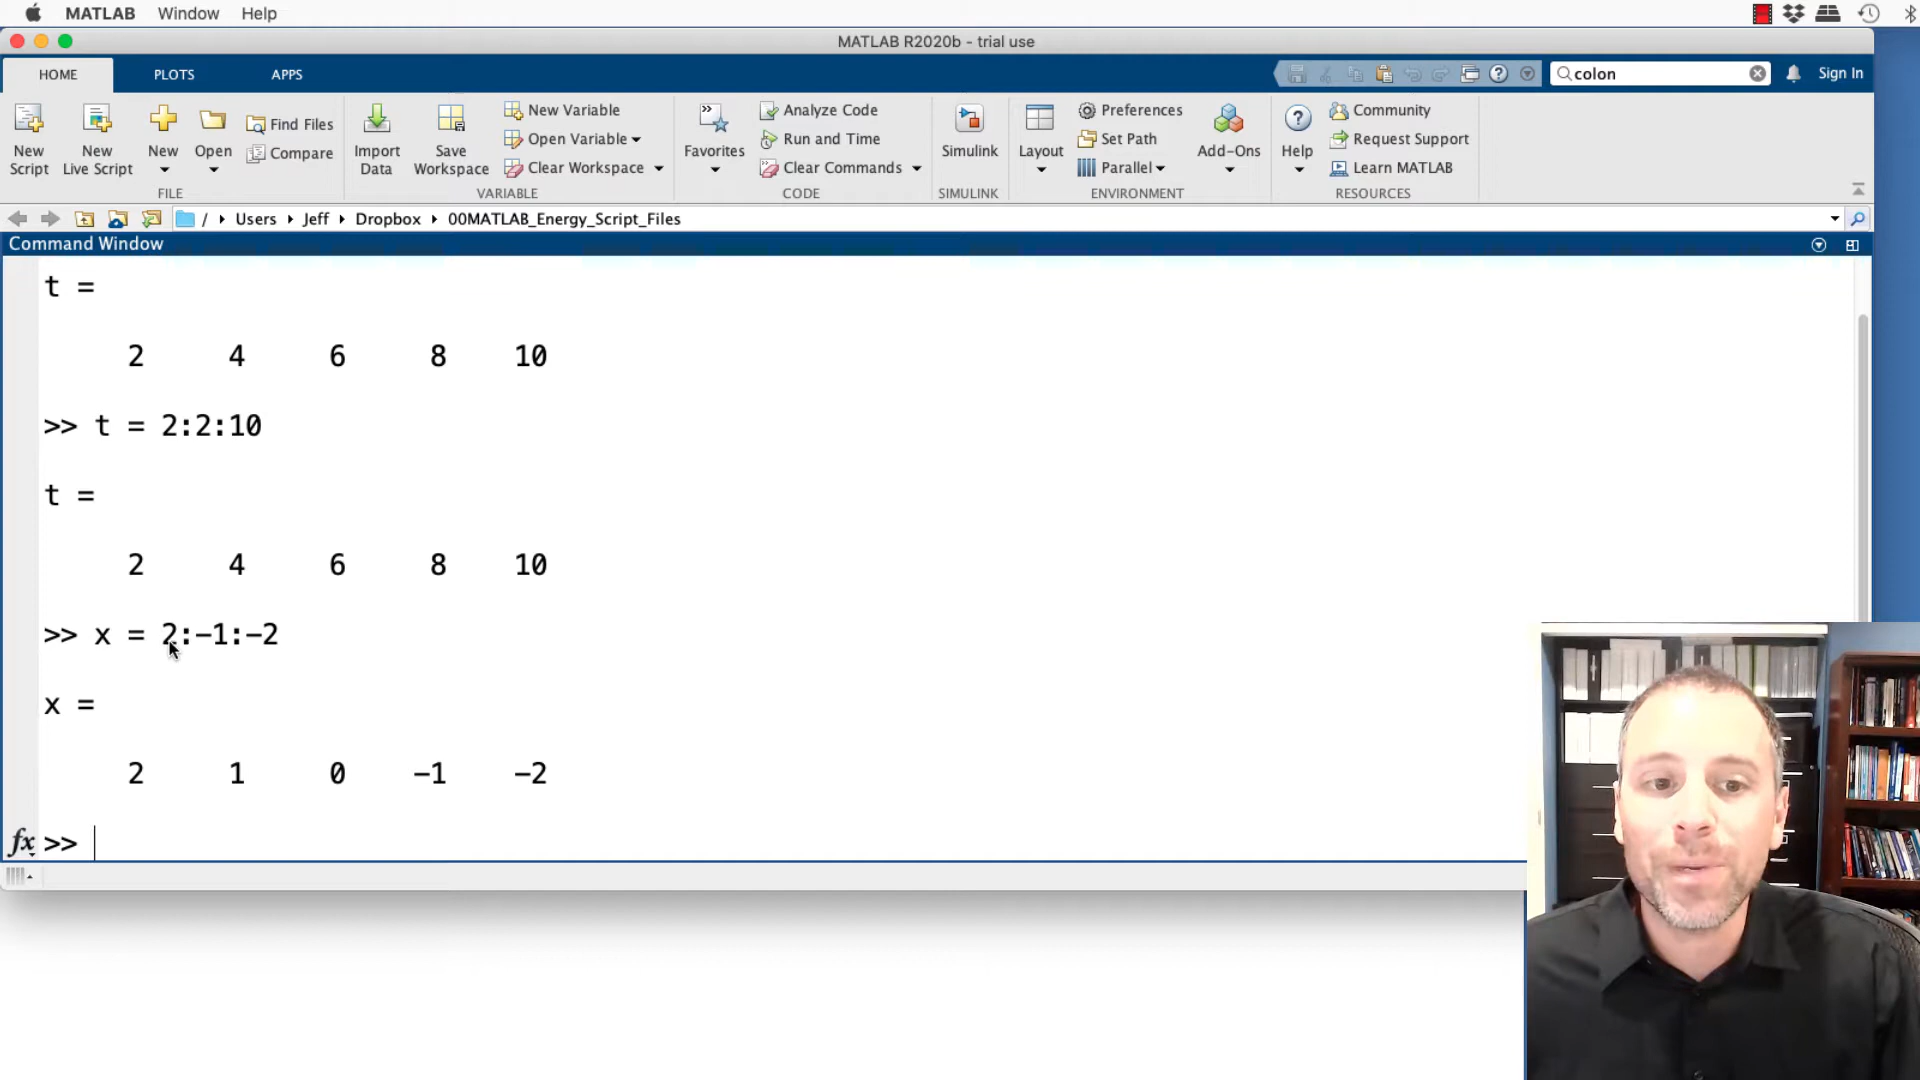 MATLAB Window Help
MATLAB R2020b - trial use
HOME PLOTS APPS colon Sign In
New Script
New Live Script
New
Open
Find Files
Compare
FILE
Import Data
Save Workspace
New Variable
Open Variable
Clear Workspace
VARIABLE
Favorites
Analyze Code
Run and Time
Clear Commands
CODE
Simulink
SIMULINK
Layout
Preferences
Set Path
Parallel
Add-Ons
ENVIRONMENT
Help
Community
Request Support
Learn MATLAB
RESOURCES
/ Users Jeff Dropbox 00MATLAB_Energy_Script_Files
Command Window
t =
2 4 6 8 10
>> t = 2:2:10
t =
2 4 6 8 10
>> x = 2:-1:-2
x =
2 1 0 -1 -2
fx >>